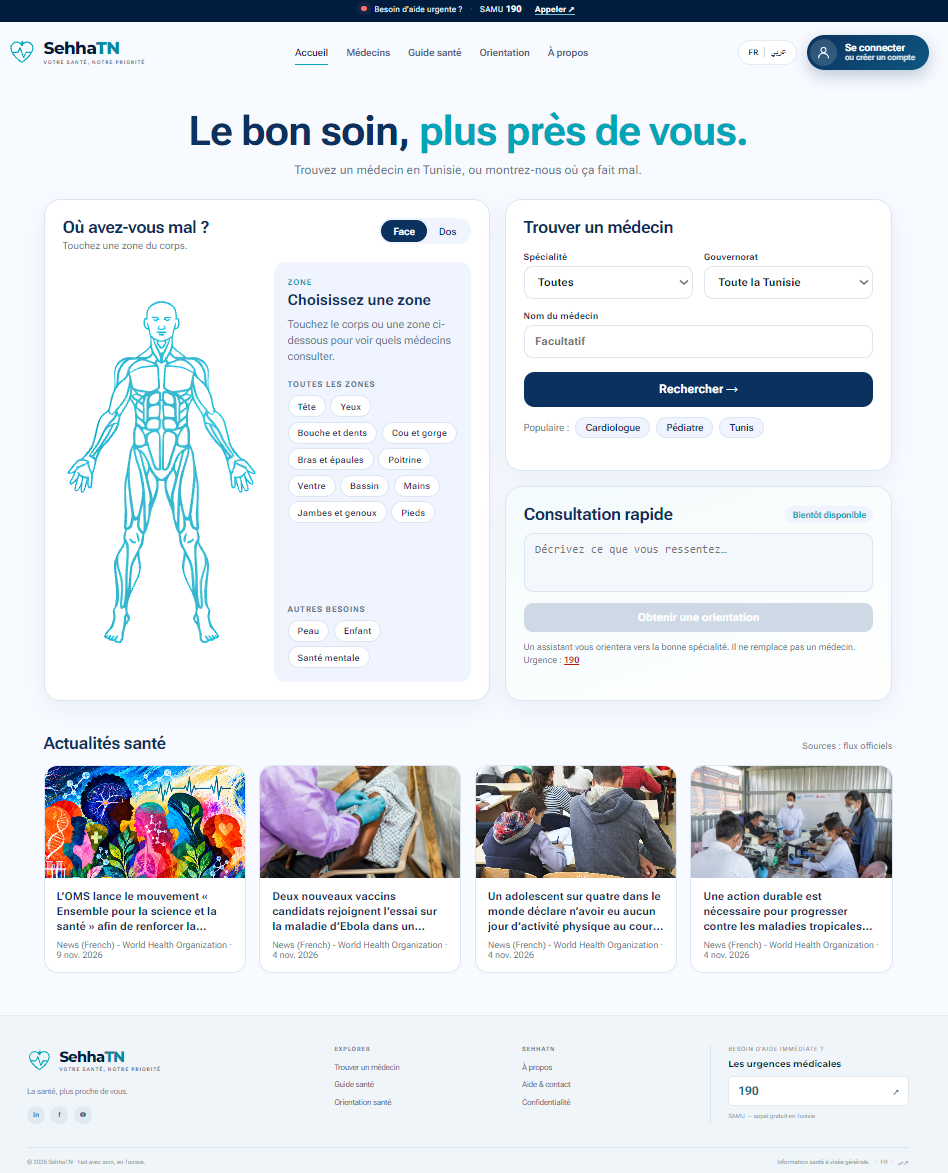 Besoin d'aide urgente ? · SAMU 190 Appeler ↗
SehhaTN
VOTRE SANTÉ, NOTRE PRIORITÉ
Accueil Médecins Guide santé Orientation À propos
FR | عربي
Se connecter
ou créer un compte
Le bon soin, plus près de vous.
Trouvez un médecin en Tunisie, ou montrez-nous où ça fait mal.
Où avez-vous mal ?
Touchez une zone du corps.
Face Dos
ZONE
Choisissez une zone
Touchez le corps ou une zone ci-
dessous pour voir quels médecins
consulter.
TOUTES LES ZONES
Tête Yeux
Bouche et dents Cou et gorge
Bras et épaules Poitrine
Ventre Bassin Mains
Jambes et genoux Pieds
AUTRES BESOINS
Peau Enfant
Santé mentale
Trouver un médecin
Spécialité Gouvernorat
Toutes Toute la Tunisie
Nom du médecin
Facultatif
Rechercher →
Populaire : Cardiologue Pédiatre Tunis
Consultation rapide
Bientôt disponible
Décrivez ce que vous ressentez…
Obtenir une orientation
Un assistant vous orientera vers la bonne spécialité. Il ne remplace pas un médecin.
Urgence : 190
Actualités santé
Sources : flux officiels
L'OMS lance le mouvement «
Ensemble pour la science et la
santé » afin de renforcer la…
News (French) - World Health Organization ·
9 nov. 2026
Deux nouveaux vaccins
candidats rejoignent l'essai sur
la maladie d'Ebola dans un…
News (French) - World Health Organization ·
4 nov. 2026
Un adolescent sur quatre dans le
monde déclare n'avoir eu aucun
jour d'activité physique au cour…
News (French) - World Health Organization ·
4 nov. 2026
Une action durable est
nécessaire pour progresser
contre les maladies tropicales…
News (French) - World Health Organization ·
4 nov. 2026
SehhaTN
VOTRE SANTÉ, NOTRE PRIORITÉ
La santé, plus proche de vous.
in f
EXPLORER
Trouver un médecin
Guide santé
Orientation santé
SEHHATN
À propos
Aide & contact
Confidentialité
BESOIN D'AIDE IMMÉDIATE ?
Les urgences médicales
190 ↗
SAMU — appel gratuit en Tunisie
© 2026 SehhaTN · Fait avec soin, en Tunisie.
Information santé à visée générale. · FR · عربي